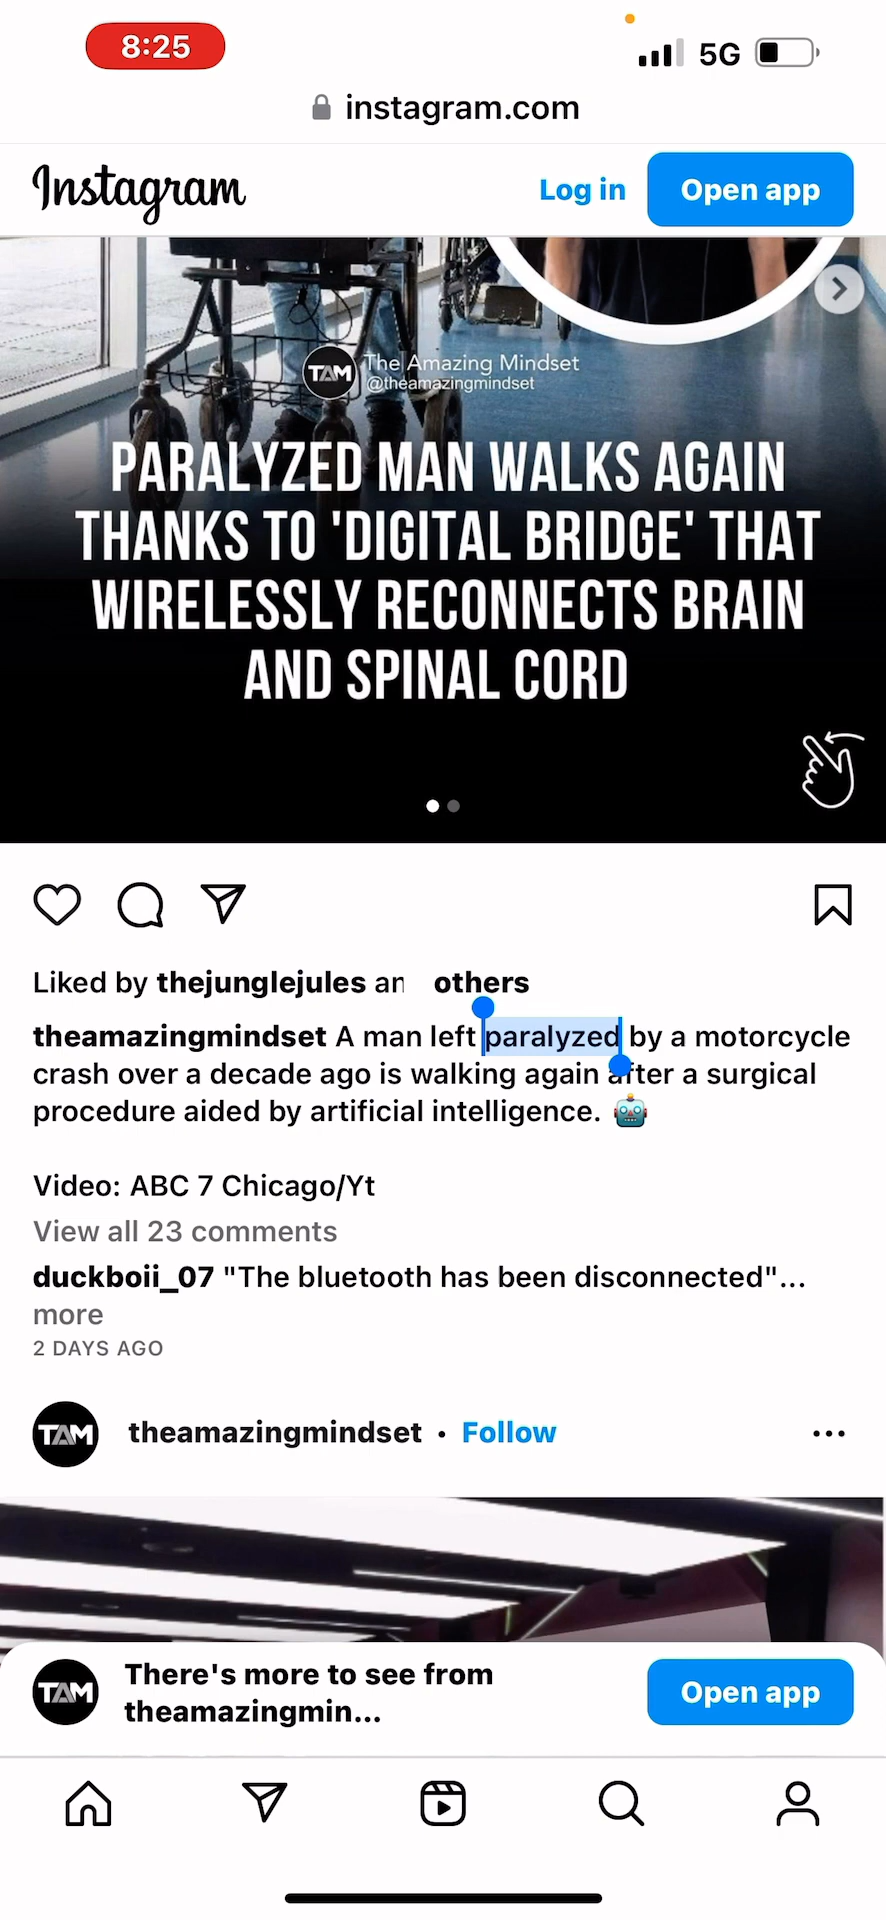 8:25
5G
instagram.com
Instagram
Log in
Open app
TAM
The Amazing Mindset
@theamazingmindset
PARALYZED MAN WALKS AGAIN
THANKS TO 'DIGITAL BRIDGE' THAT
WIRELESSLY RECONNECTS BRAIN
AND SPINAL CORD
Liked by thejunglejules an others
theamazingmindset A man left paralyzed by a motorcycle
crash over a decade ago is walking again after a surgical
procedure aided by artificial intelligence. 🤖
Video: ABC 7 Chicago/Yt
View all 23 comments
duckboii_07 "The bluetooth has been disconnected"...
more
2 DAYS AGO
TAM
theamazingmindset • Follow
TAM
There's more to see from
theamazingmin...
Open app